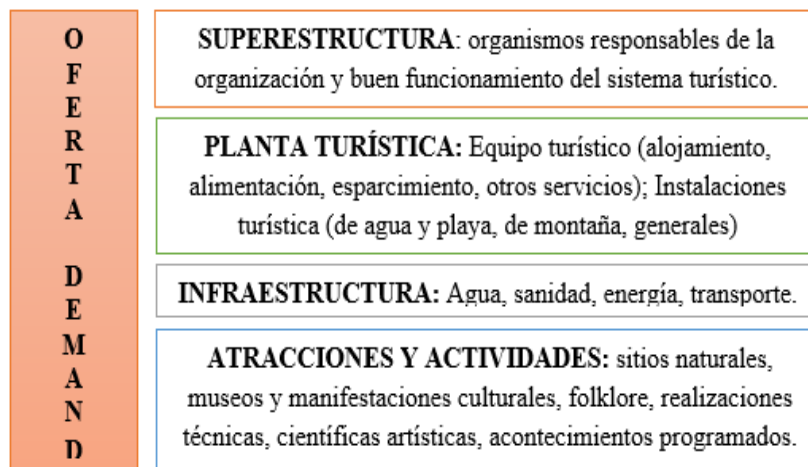 OFERTA DEMAND
SUPERESTRUCTURA: organismos responsables de la
organización y buen funcionamiento del sistema turístico.
PLANTA TURÍSTICA: Equipo turístico (alojamiento,
alimentación, esparcimiento, otros servicios); Instalaciones
turística (de agua y playa, de montaña, generales)
INFRAESTRUCTURA: Agua, sanidad, energía, transporte.
ATRACCIONES Y ACTIVIDADES: sitios naturales,
museos y manifestaciones culturales, folklore, realizaciones
técnicas, científicas artísticas, acontecimientos programados.